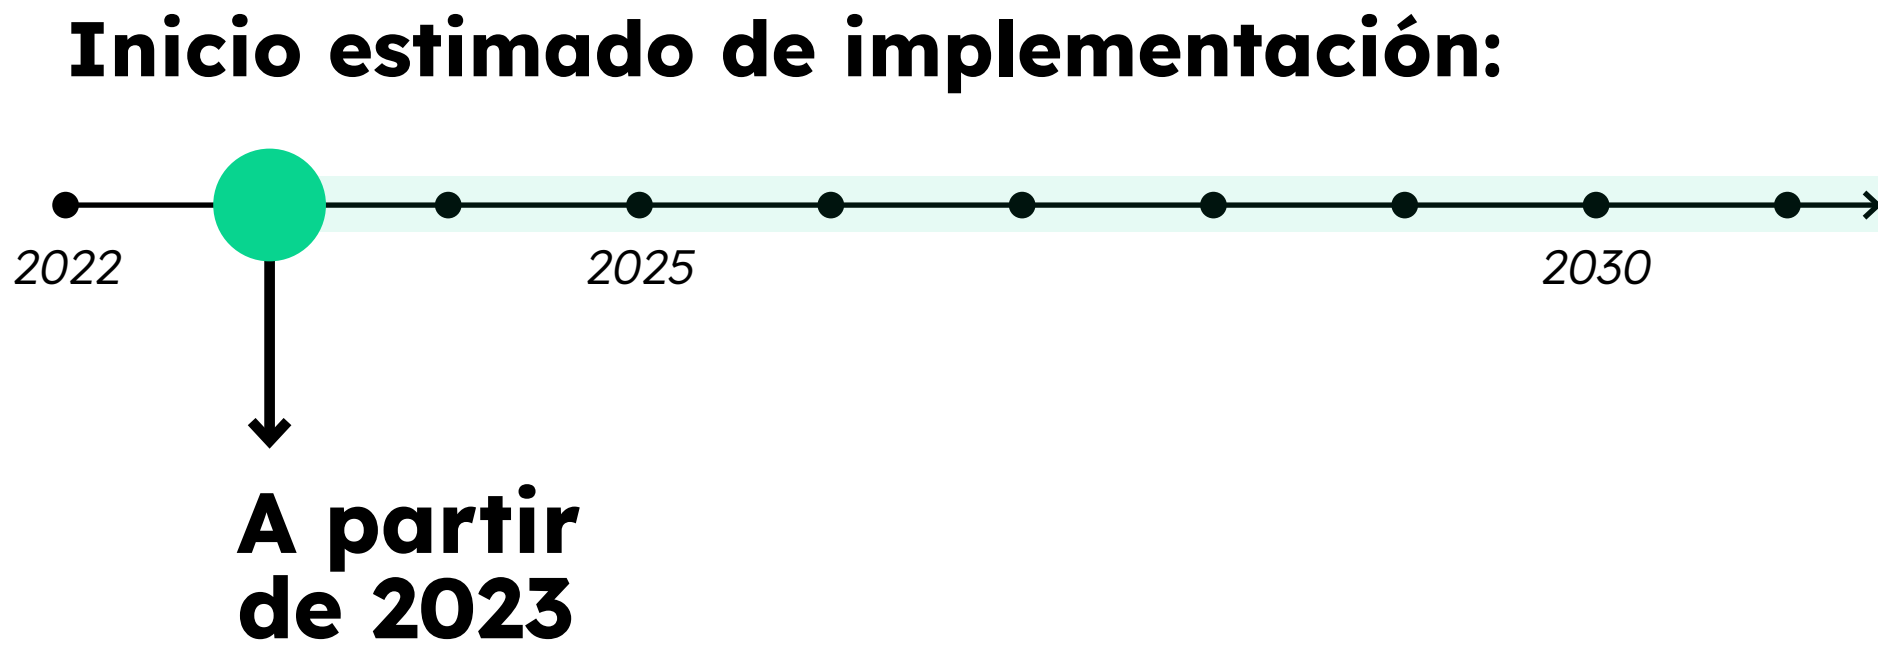 Inicio estimado de implementación:
2022
2025
2030
A partir
de 2023